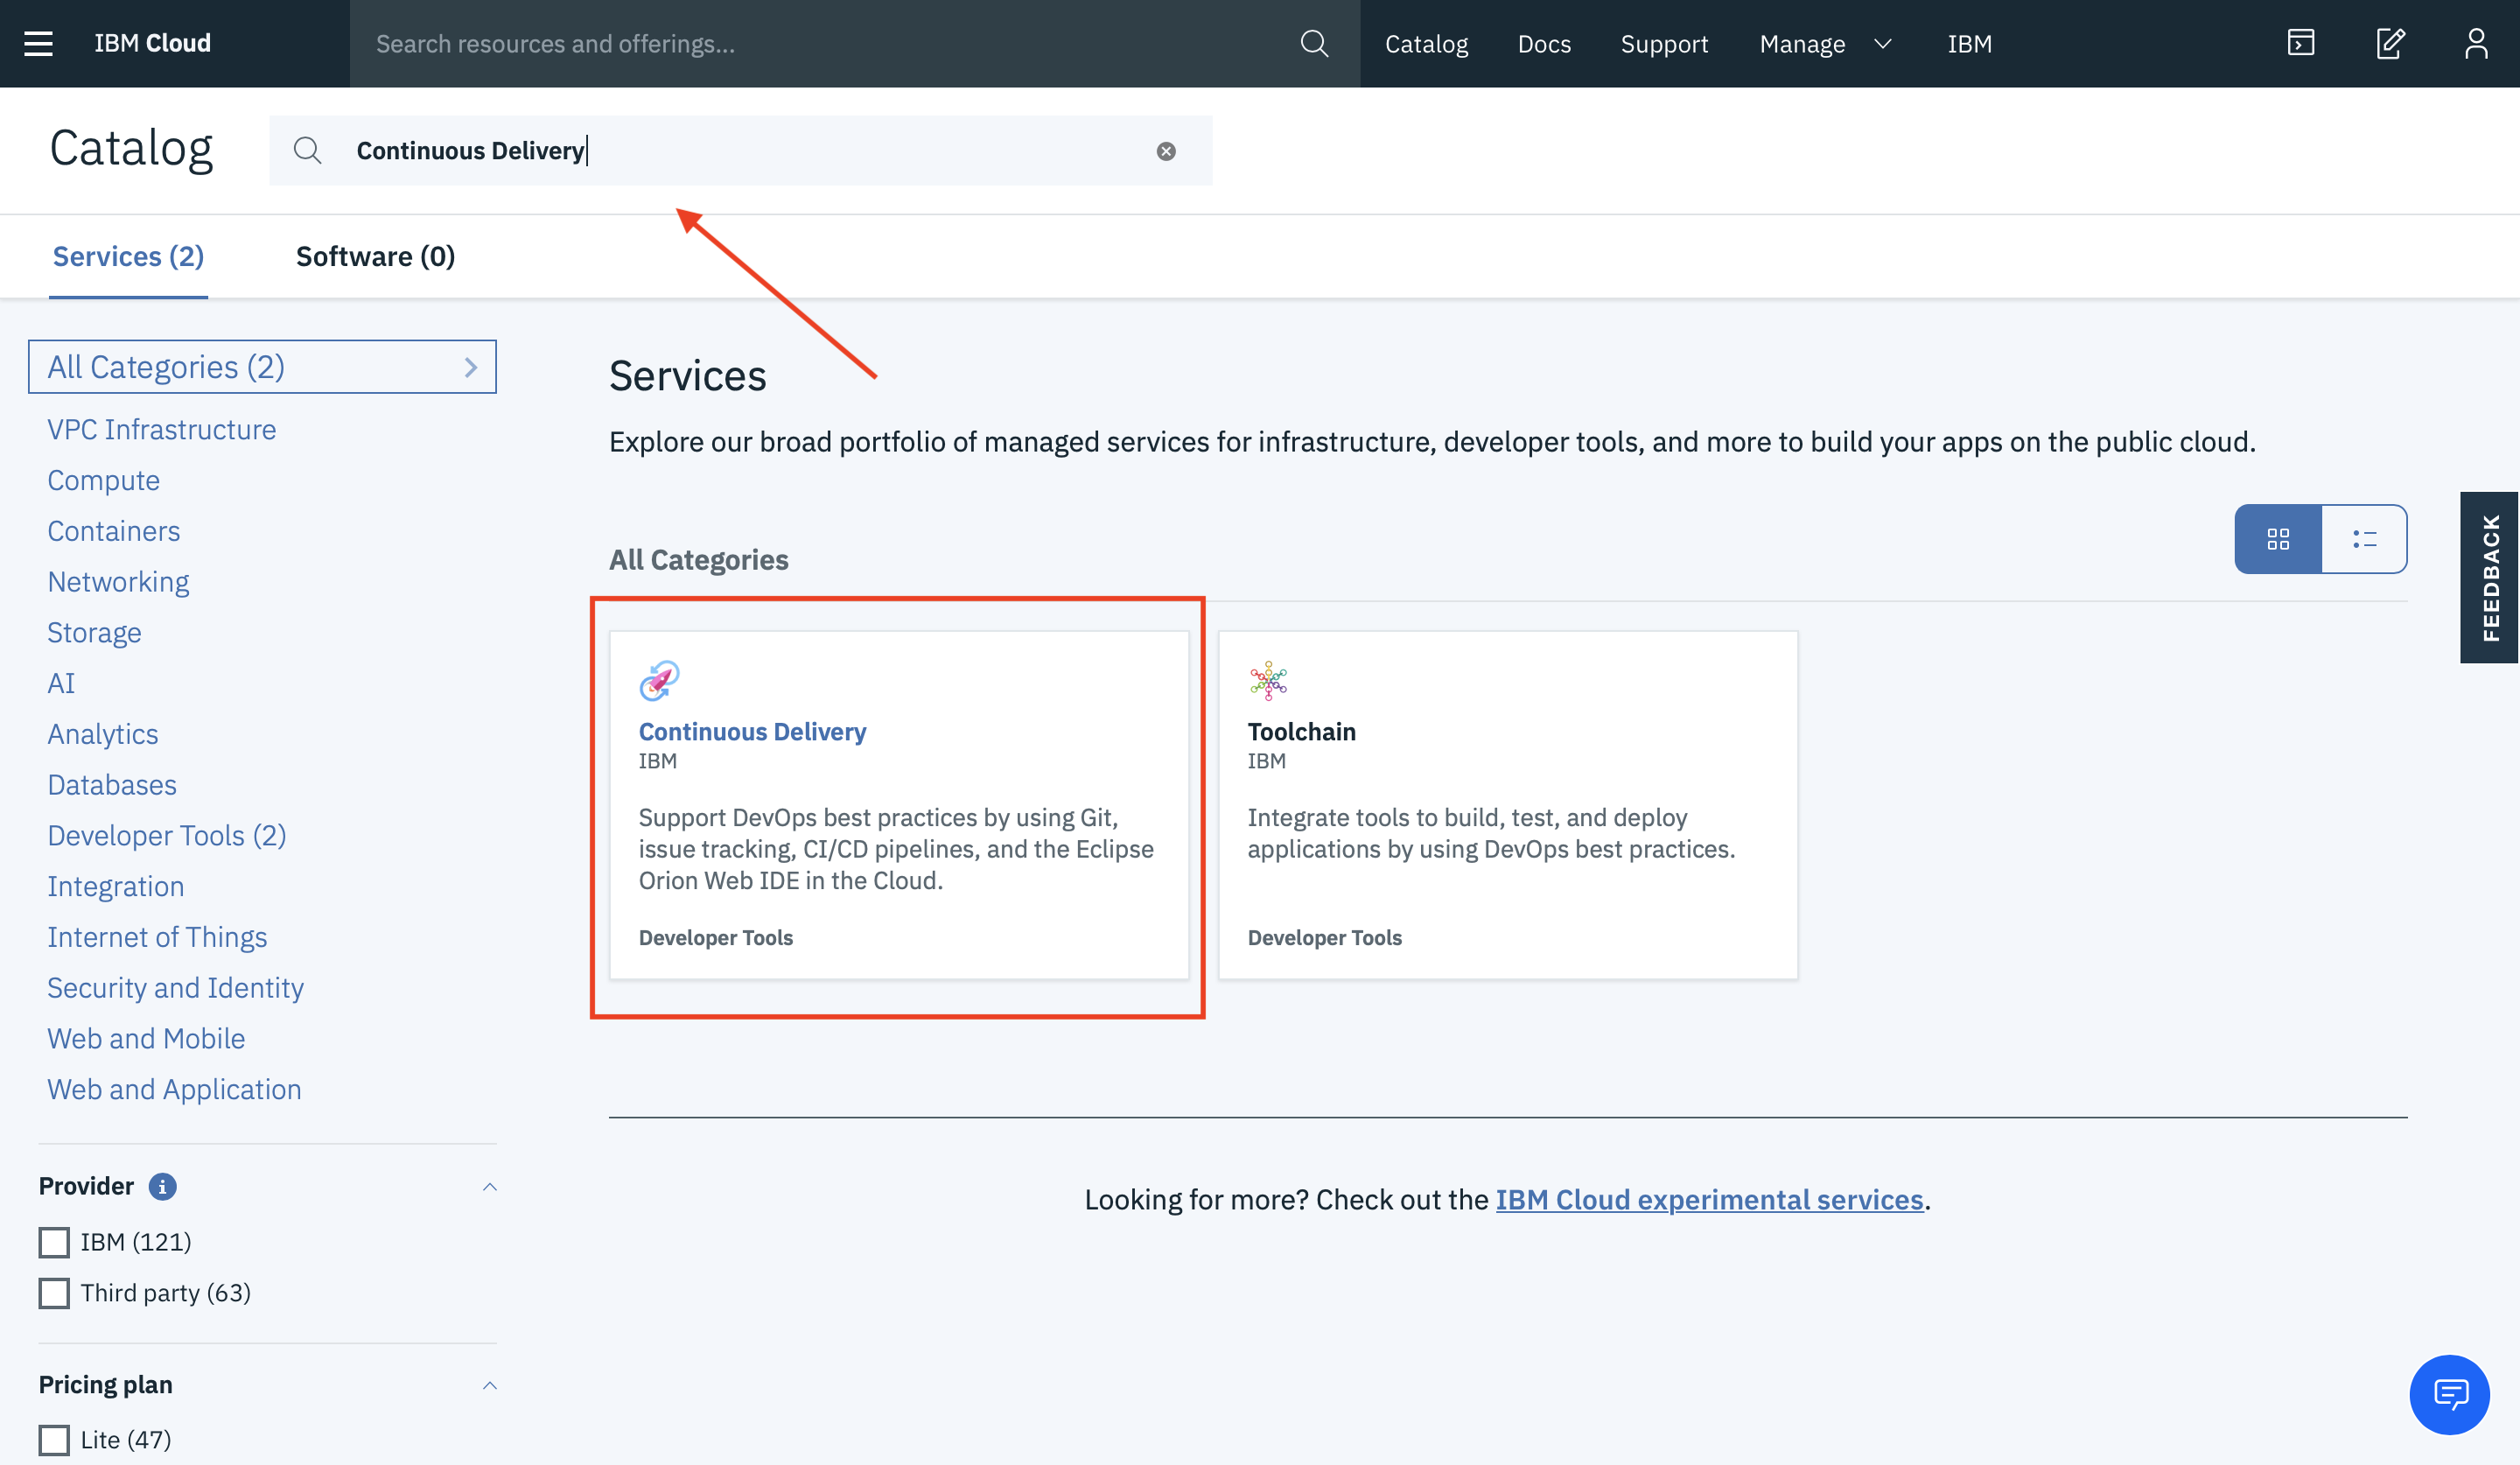 IBM Cloud
Search resources and offerings...
Catalog
Docs
Support
Manage
IBM
Catalog
Continuous Delivery
Services (2)
Software (0)
All Categories (2)
VPC Infrastructure
Compute
Containers
Networking
Storage
AI
Analytics
Databases
Developer Tools (2)
Integration
Internet of Things
Security and Identity
Web and Mobile
Web and Application
Provider
IBM (121)
Third party (63)
Pricing plan
Lite (47)
Services
Explore our broad portfolio of managed services for infrastructure, developer tools, and more to build your apps on the public cloud.
All Categories
Continuous Delivery
IBM
Support DevOps best practices by using Git,
issue tracking, CI/CD pipelines, and the Eclipse
Orion Web IDE in the Cloud.
Developer Tools
Toolchain
IBM
Integrate tools to build, test, and deploy
applications by using DevOps best practices.
Developer Tools
Looking for more? Check out the IBM Cloud experimental services.
FEEDBACK